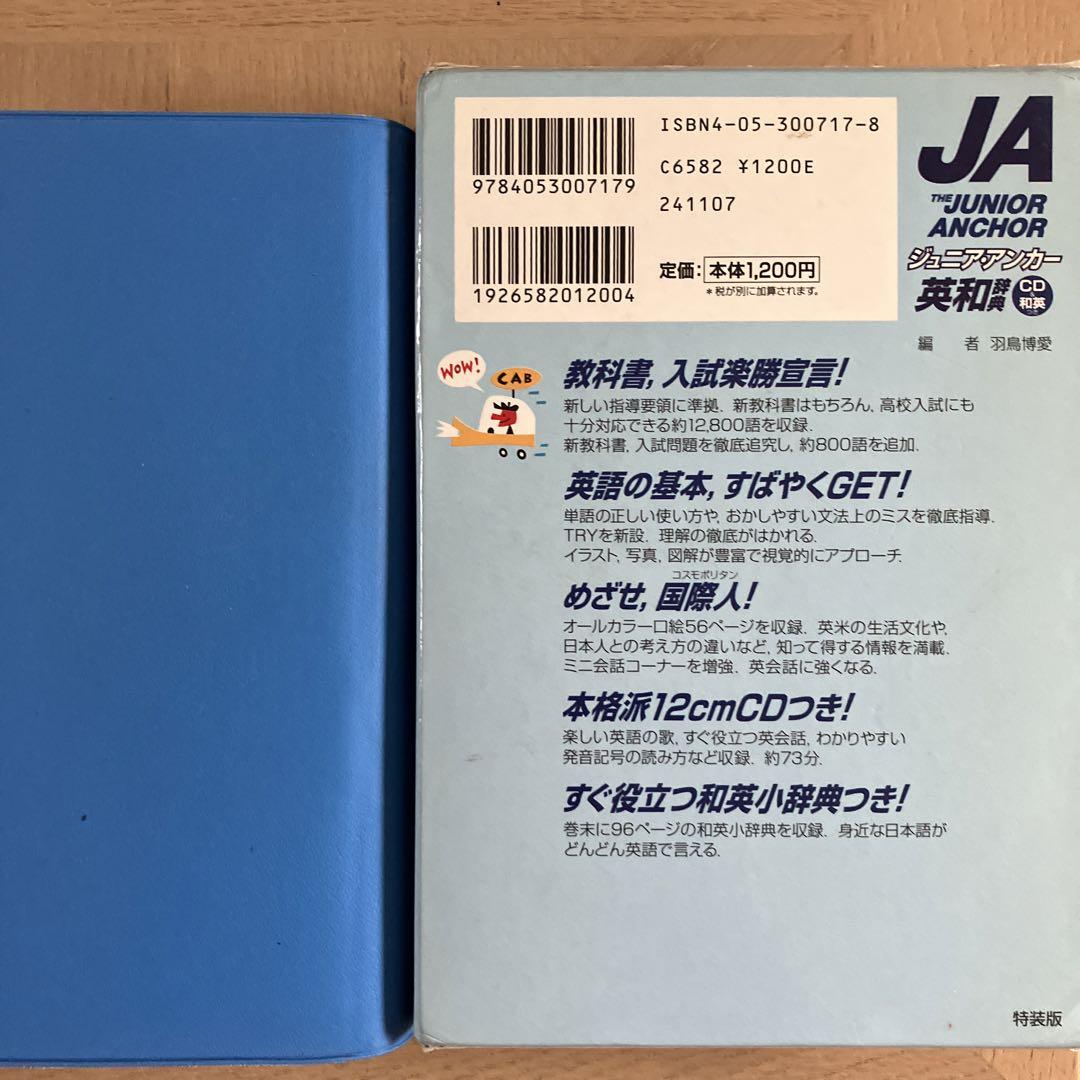 ISBN4-05-300717-8
9784053007179
C6582 ¥1200E
241107
1926582012004
定価：本体1,200円
＊税が別に加算されます。
JA
THE JUNIOR
ANCHOR
ジュニア・アンカー
英和辞典 CD&和英つき
編 者 羽鳥博愛
WOW!
CAB
教科書，入試楽勝宣言！
新しい指導要領に準拠．新教科書はもちろん，高校入試にも
十分対応できる約12,800語を収録．
新教科書，入試問題を徹底追究し，約800語を追加．
英語の基本，すばやくGET！
単語の正しい使い方や，おかしやすい文法上のミスを徹底指導．
TRYを新設．理解の徹底がはかれる．
イラスト，写真，図解が豊富で視覚的にアプローチ．
コスモポリタン
めざせ，国際人！
オールカラー口絵56ページを収録．英米の生活文化や，
日本人との考え方の違いなど，知って得する情報を満載．
ミニ会話コーナーを増強．英会話に強くなる．
本格派12cmCDつき！
楽しい英語の歌，すぐ役立つ英会話，わかりやすい
発音記号の読み方など収録．約73分．
すぐ役立つ和英小辞典つき！
巻末に96ページの和英小辞典を収録．身近な日本語が
どんどん英語で言える．
特装版